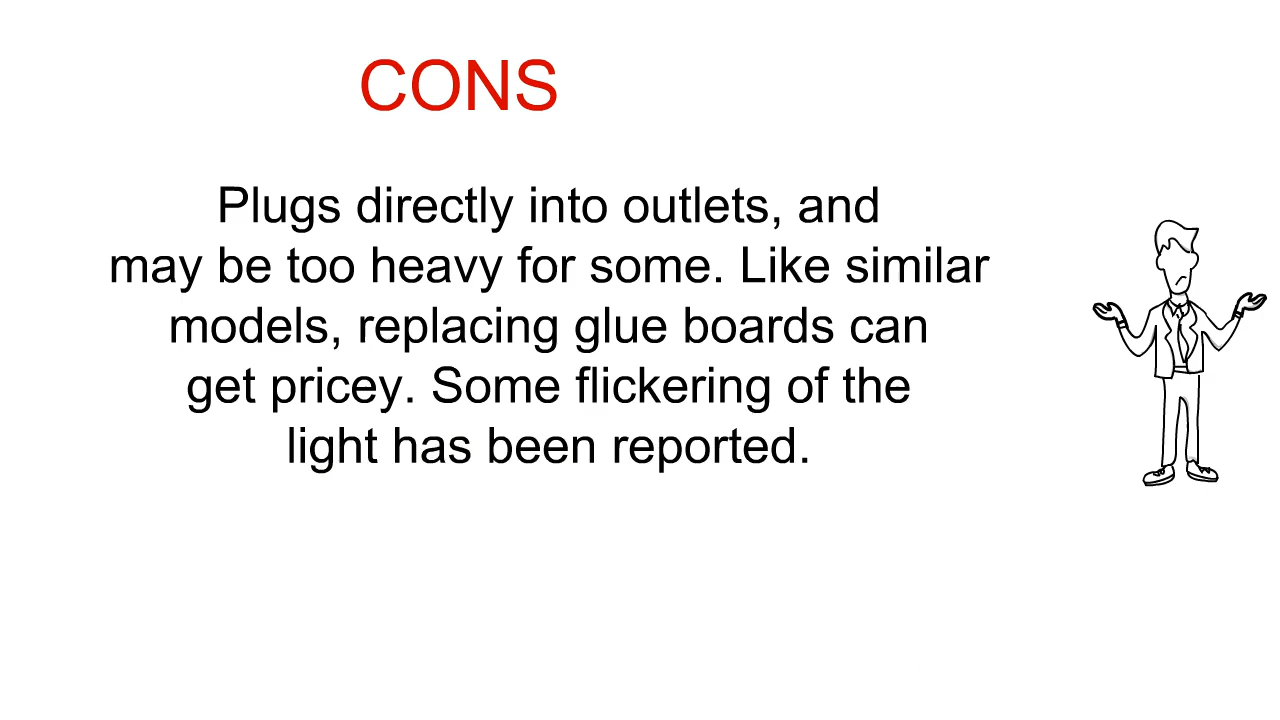 CONS
Plugs directly into outlets, and
may be too heavy for some. Like similar
models, replacing glue boards can
get pricey. Some flickering of the
light has been reported.